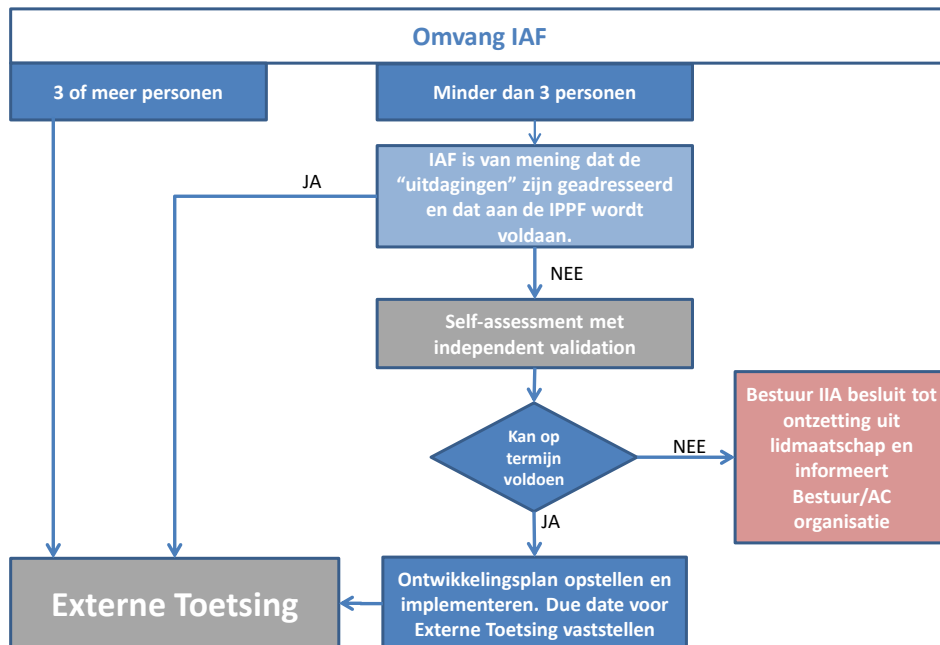 Omvang IAF
3 of meer personen
Minder dan 3 personen
IAF is van mening dat de
“uitdagingen” zijn geadresseerd
en dat aan de IPPF wordt
voldaan.
JA
NEE
Self-assessment met
independent validation
Kan op
termijn
voldoen
NEE
Bestuur IIA besluit tot
ontzetting uit
lidmaatschap en
informeert
Bestuur/AC
organisatie
JA
Ontwikkelingsplan opstellen en
implementeren. Due date voor
Externe Toetsing vaststellen
Externe Toetsing